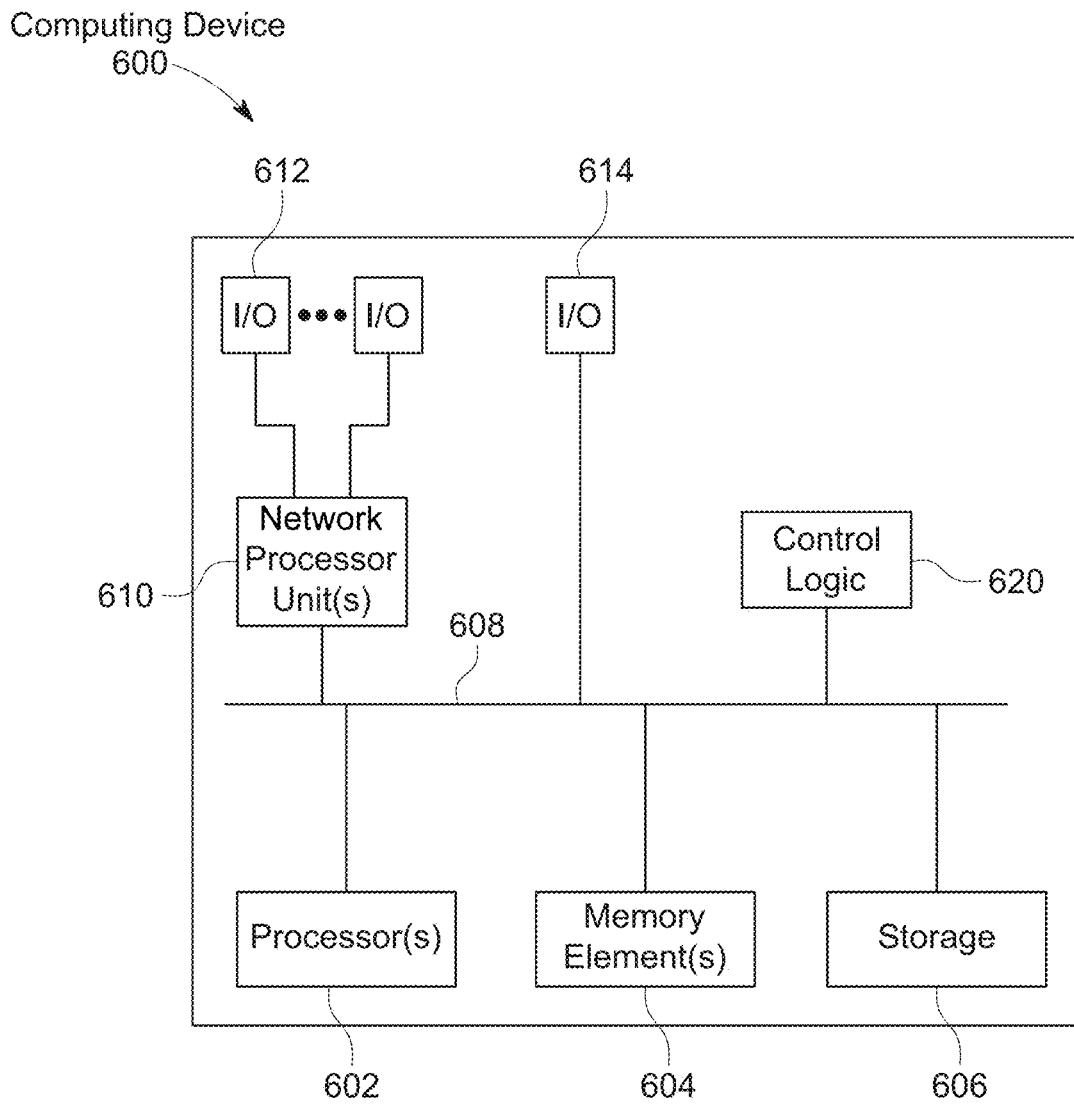 Computing Device
600
612
614
I/O
I/O
I/O
Network
Processor
Unit(s)
610
Control
Logic
620
608
Processor(s)
Memory
Element(s)
Storage
602
604
606